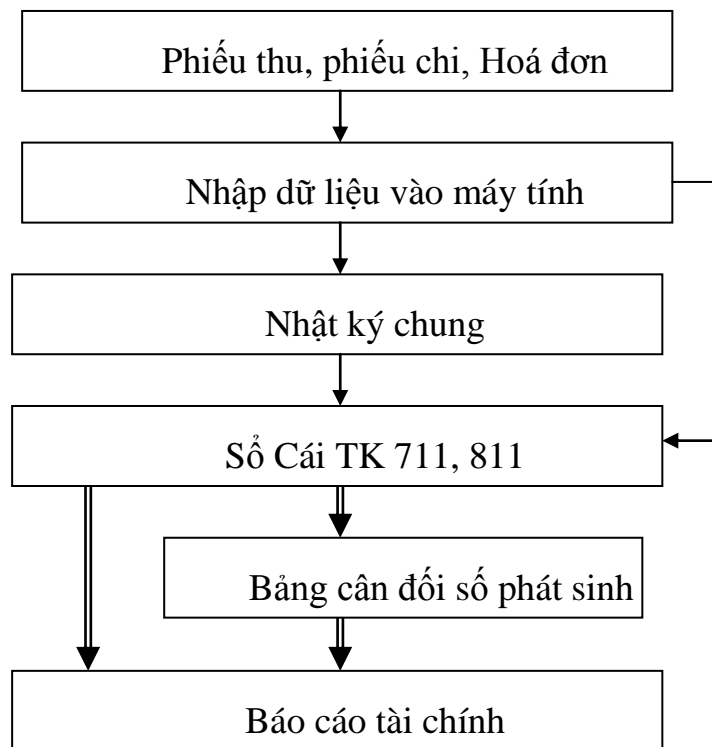 Phiếu thu, phiếu chi, Hoá đơn
Nhập dữ liệu vào máy tính
Nhật ký chung
Sổ Cái TK 711, 811
Bảng cân đối số phát sinh
Báo cáo tài chính